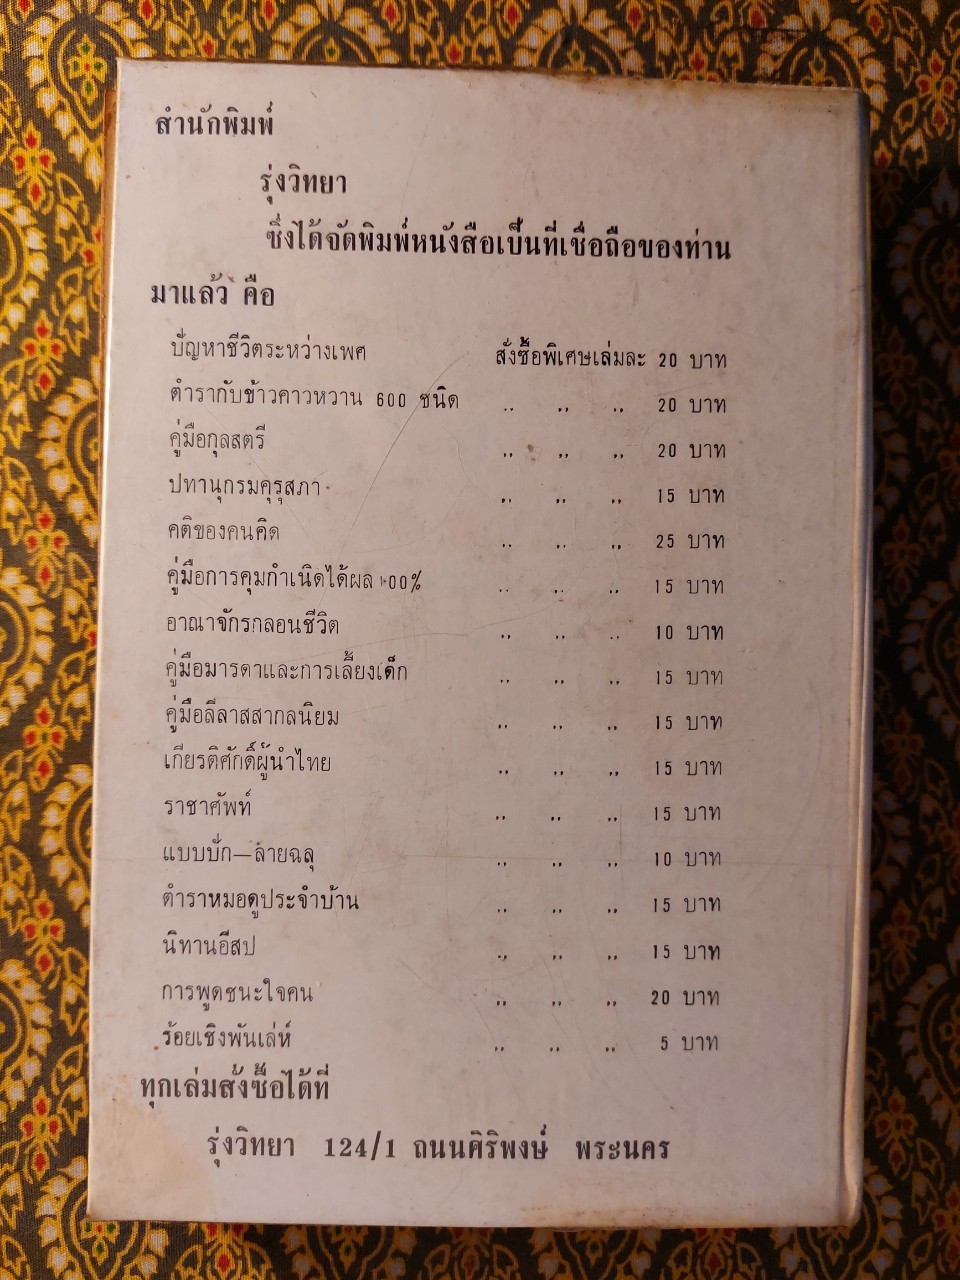 สำนักพิมพ์
รุ่งวิทยา
ซึ่งได้จัดพิมพ์หนังสือเป็นที่เชื่อถือของท่าน
มาแล้ว คือ
ปัญหาชีวิตระหว่างเพศ สั่งซื้อพิเศษเล่มละ 20 บาท
ตำรากับข้าวคาวหวาน 600 ชนิด ,, ,, ,, 20 บาท
คู่มือกุลสตรี ,, ,, ,, 20 บาท
ปทานุกรมคุรุสภา ,, ,, ,, 15 บาท
คติของคนคิด ,, ,, ,, 25 บาท
คู่มือการคุมกำเนิดได้ผล 100% ,, ,, ,, 15 บาท
อาณาจักรกลอนชีวิต ,, ,, ,, 10 บาท
คู่มือมารดาและการเลี้ยงเด็ก ,, ,, ,, 15 บาท
คู่มือลีลาสสากลนิยม ,, ,, ,, 15 บาท
เกียรติศักดิ์ผู้นำไทย ,, ,, ,, 15 บาท
ราชาศัพท์ ,, ,, ,, 15 บาท
แบบปัก—ลายฉลุ ,, ,, ,, 10 บาท
ตำราหมอดูประจำบ้าน ,, ,, ,, 15 บาท
นิทานอีสป ,, ,, ,, 15 บาท
การพูดชนะใจคน ,, ,, ,, 20 บาท
ร้อยเชิงพันเล่ห์ ,, ,, ,, 5 บาท
ทุกเล่มสั่งซื้อได้ที่
รุ่งวิทยา 124/1 ถนนศิริพงษ์ พระนคร